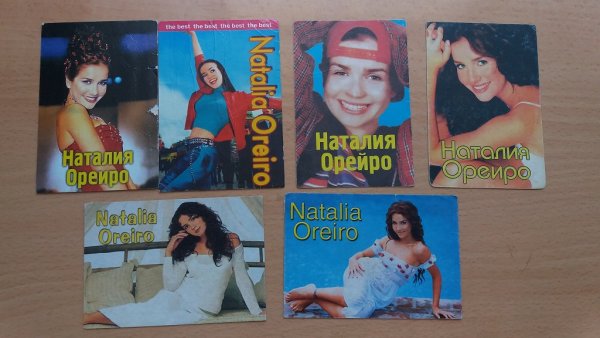 Наталия
Орейро
the best the best the best the best
Natalia Oreiro
Наталия
Орейро
Наталия
Орейро
Natalia
Oreiro
Natalia
Oreiro